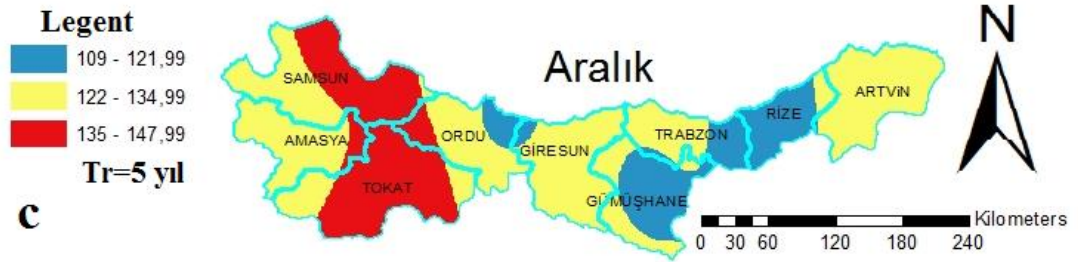 Legent
109 - 121,99
122 - 134,99
135 - 147,99
Tr=5 yıl
c
Aralık
N
SAMSUN
AMASYA
TOKAT
ORDU
GİRESUN
TRABZON
GÜMÜŞHANE
RİZE
ARTVİN
Kilometers
0 30 60 120 180 240